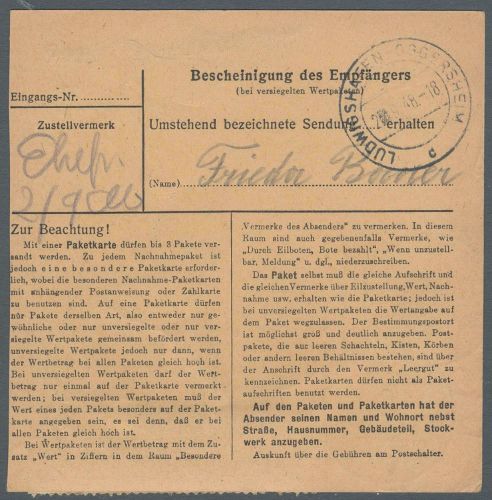 Bescheinigung des Empfängers
(bei versiegelten Wertpaketen)
Eingangs-Nr.
Zustellvermerk
Umstehend bezeichnete Sendung erhalten
(Name) Frieda
LUDWIGSHAFEN-OGGERSHEIM
48.-18
d
Zur Beachtung!
Mit einer Paketkarte dürfen bis 3 Pakete ver-
sandt werden. Zu jedem Nachnahmepaket ist
jedoch eine besondere Paketkarte erforder-
lich, wobei die besonderen Nachnahme-Paketkarten
mit anhängender Postanweisung oder Zahlkarte
zu benutzen sind. Auf eine Paketkarte dürfen
nur Pakete derselben Art, also entweder nur ge-
wöhnliche oder nur unversiegelte oder nur ver-
siegelte Wertpakete gemeinsam befördert werden,
unversiegelte Wertpakete jedoch nur dann, wenn
der Wertbetrag bei allen Paketen gleich hoch ist.
Bei unversiegelten Wertpaketen darf der Wert-
betrag nur einmal auf der Paketkarte vermerkt
werden; bei versiegelten Wertpaketen muß der
Wert eines jeden Pakets besonders auf der Paket-
karte angegeben sein, es sei denn, daß er bei
allen Paketen gleich hoch ist.
Bei Wertpaketen ist der Wertbetrag mit dem Zu-
satz „Wert" in Ziffern in dem Raum „Besondere
Vermerke des Absenders" zu vermerken. In diesem
Raum sind auch gegebenenfalls Vermerke, wie
„Durch Eilboten, Bote bezahlt", „Wenn unzustell-
bar, Meldung" u. dgl., niederzuschreiben.
Das Paket selbst muß die gleiche Aufschrift und
die gleichen Vermerke über Eilzustellung, Wert, Nach-
nahme usw. erhalten wie die Paketkarte; jedoch ist
bei unversiegelten Wertpaketen die Wertangabe auf
dem Paket wegzulassen. Der Bestimmungspostort
ist möglichst groß und deutlich anzugeben. Post-
pakete, die aus leeren Schachteln, Kisten, Körben
oder anderen leeren Behältnissen bestehen, sind über
der Anschrift durch den Vermerk „Leergut" zu
kennzeichnen. Paketkarten dürfen nicht als Paket-
aufschriften benutzt werden.
Auf den Paketen und Paketkarten hat der
Absender seinen Namen und Wohnort nebst
Straße, Hausnummer, Gebäudeteil, Stock-
werk anzugeben.
Auskunft über die Gebühren am Postschalter.